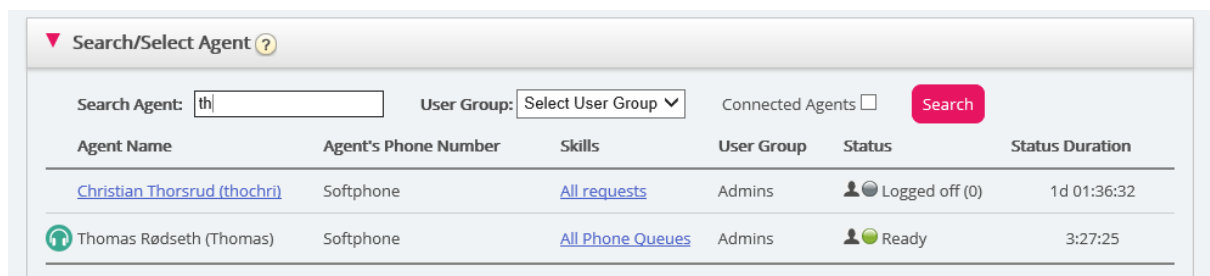 Search/Select Agent ?
Search Agent: th User Group: Select User Group Connected Agents Search
Agent Name Agent's Phone Number Skills User Group Status Status Duration
Christian Thorsrud (thochri) Softphone All requests Admins Logged off (0) 1d 01:36:32
Thomas Rødseth (Thomas) Softphone All Phone Queues Admins Ready 3:27:25